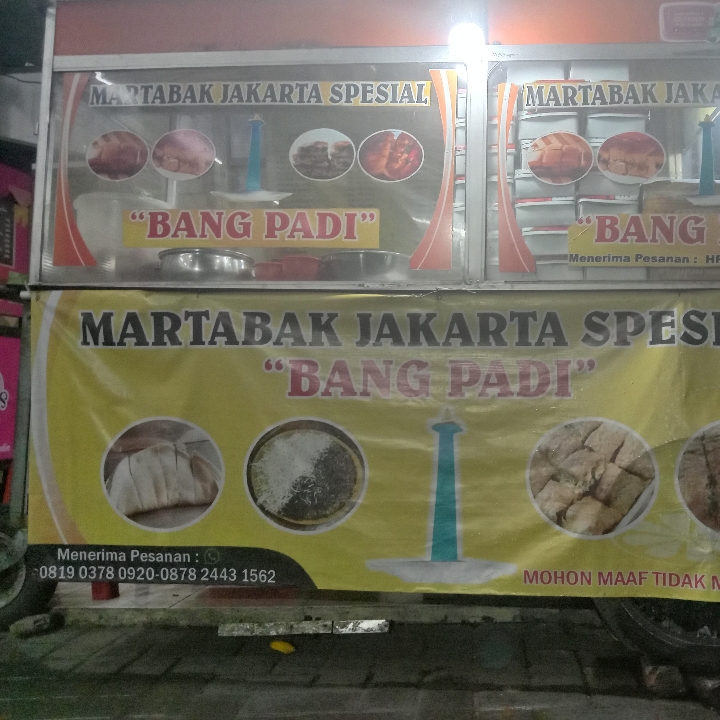 MARTABAK JAKARTA SPESIAL
"BANG PADI"
MARTABAK JAKA
"BANG
Menerima Pesanan : HP
MARTABAK JAKARTA SPESI
"BANG PADI"
Menerima Pesanan :
0819 0378 0920-0878 2443 1562
MOHON MAAF TIDAK M